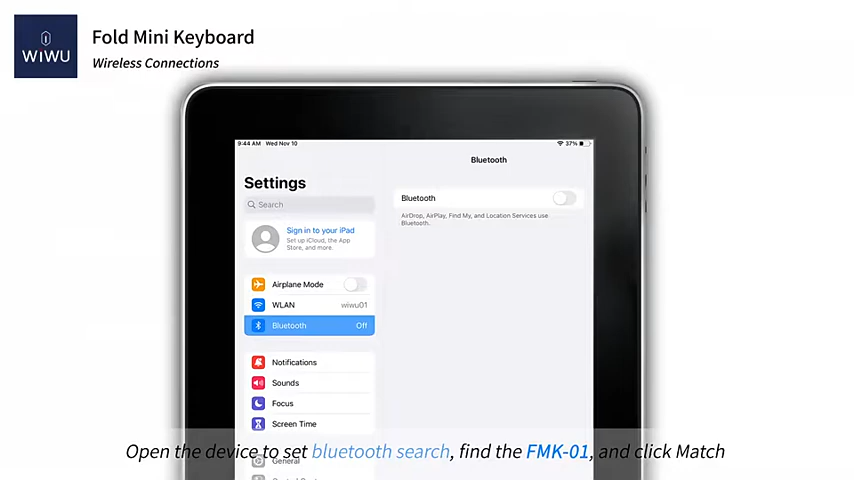 WiWU
Fold Mini Keyboard
Wireless Connections
9:44 AM Wed Nov 10
37%
Bluetooth
Settings
Search
Bluetooth
AirDrop, AirPlay, Find My, and Location Services use
Bluetooth.
Sign in to your iPad
Set up iCloud, the App
Store, and more.
Airplane Mode
WLAN wiwu01
Bluetooth Off
Notifications
Sounds
Focus
Screen Time
General
Open the device to set bluetooth search, find the FMK-01, and click Match